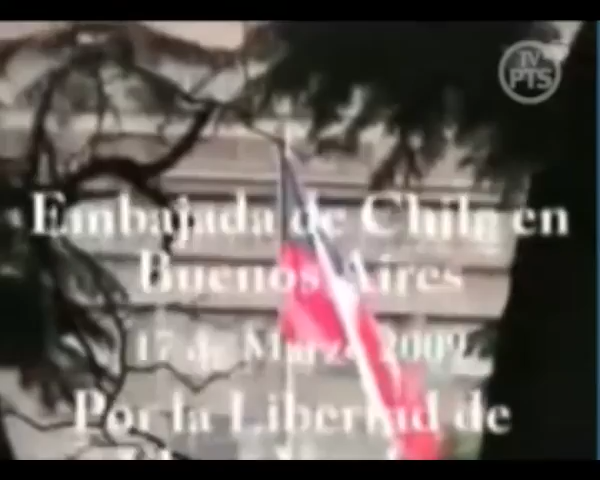 TV
PTS
Embajada de Chile en
Buenos Aires
17 de Marzo 2009
Por la Libertad de